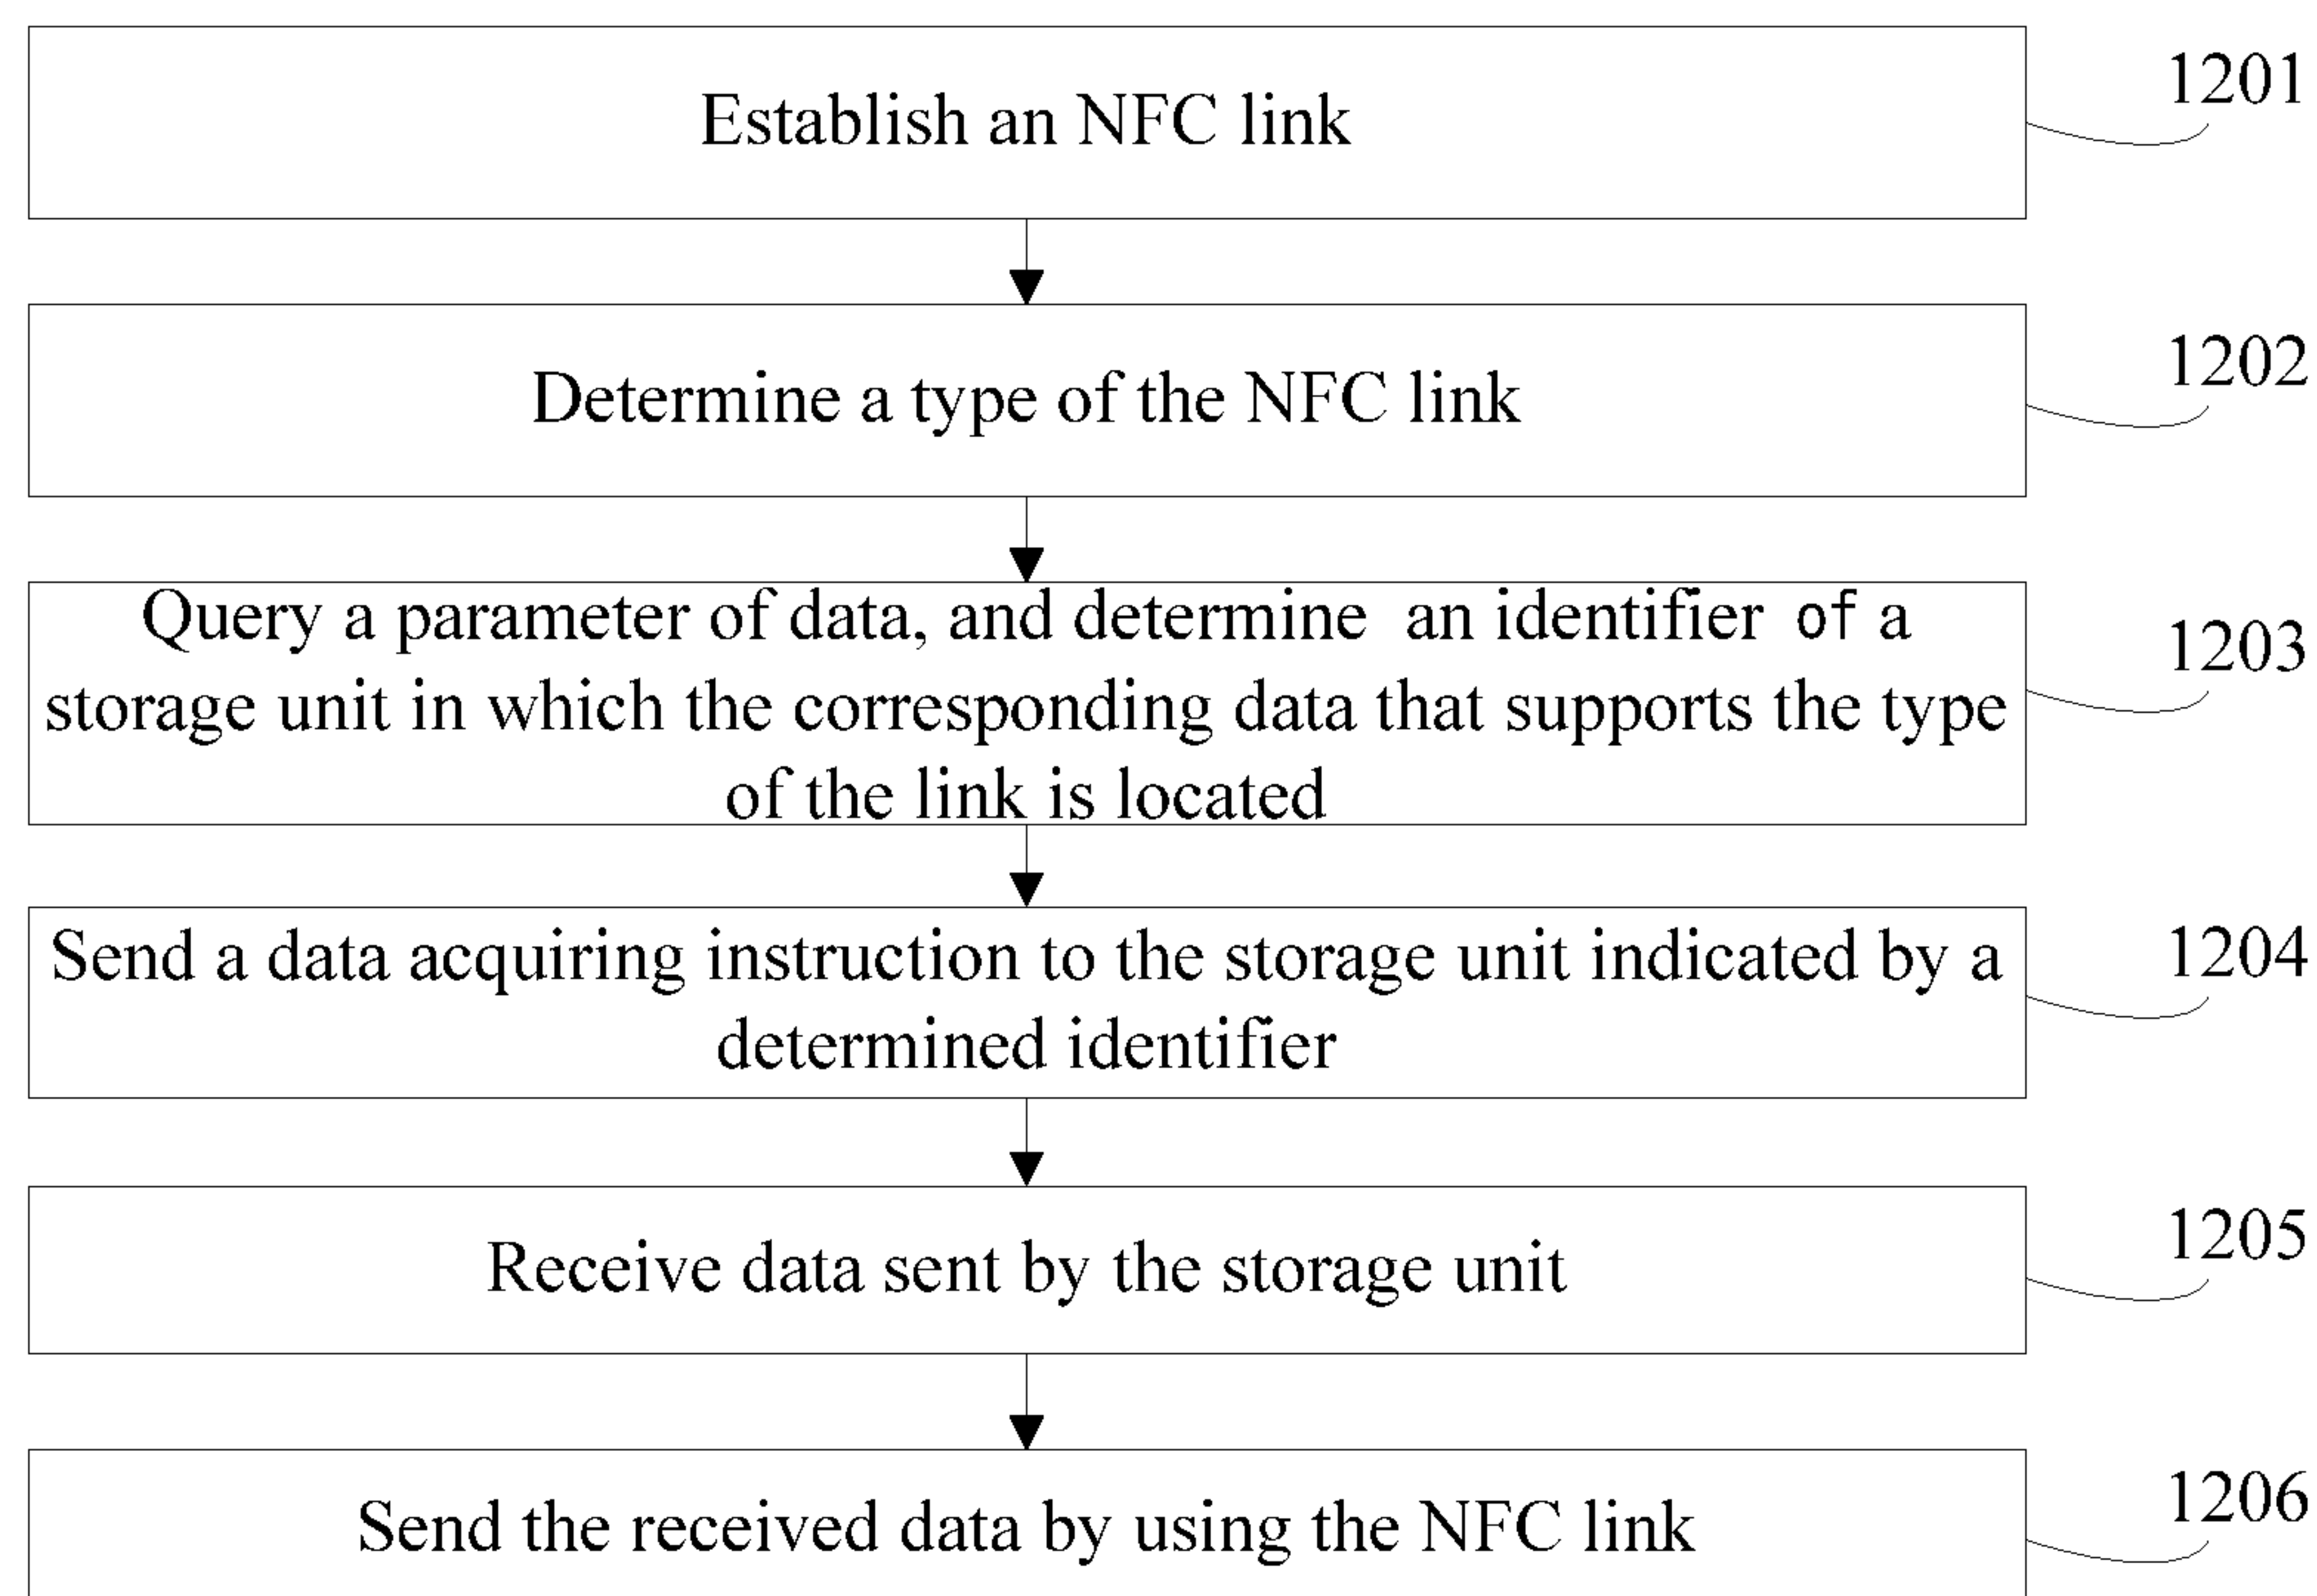 Establish an NFC link
1201
Determine a type of the NFC link
1202
Query a parameter of data, and determine an identifier of a
storage unit in which the corresponding data that supports the type
of the link is located
1203
Send a data acquiring instruction to the storage unit indicated by a
determined identifier
1204
Receive data sent by the storage unit
1205
Send the received data by using the NFC link
1206